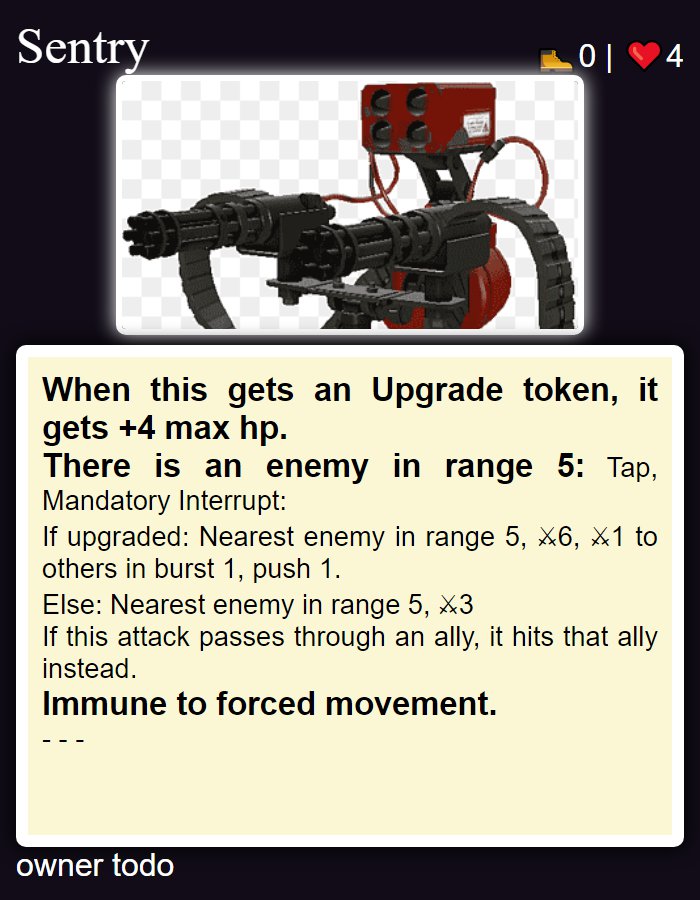 Sentry
🥾0 | ❤️4
When this gets an Upgrade token, it
gets +4 max hp.
There is an enemy in range 5: Tap,
Mandatory Interrupt:
If upgraded: Nearest enemy in range 5, ⚔6, ⚔1 to
others in burst 1, push 1.
Else: Nearest enemy in range 5, ⚔3
If this attack passes through an ally, it hits that ally
instead.
Immune to forced movement.
- - -
owner todo